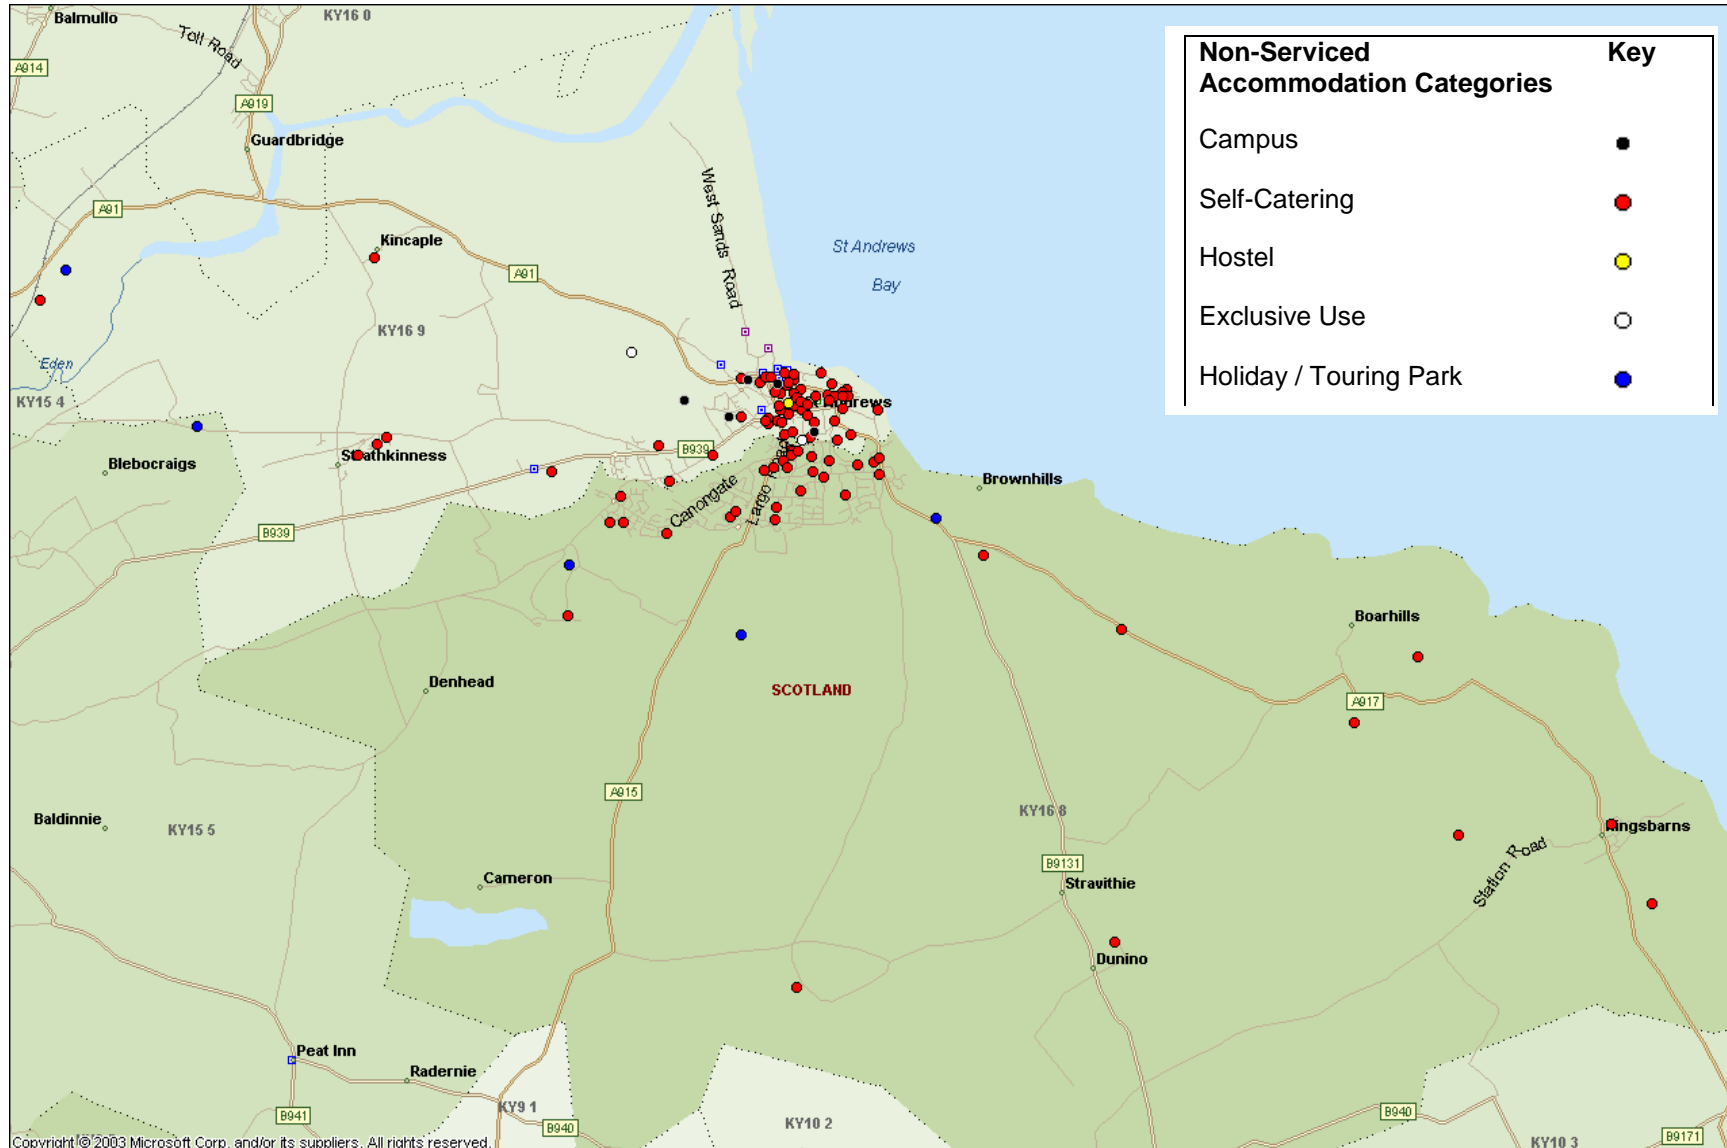 Balmullo
KY16 0
Toll Road
A914
A919
Guardbridge
A91
Kincaple
A91
West Sands Road
St Andrews
Bay
KY16 9
Eden
KY15 4
Blebocraigs
Strathkinness
B939
St Andrews
Canongate
Largo Road
Brownhills
B939
Boarhills
Denhead
SCOTLAND
A917
A915
Baldinnie
KY15 5
KY16 8
Kingsbarns
Station Road
B9131
Cameron
Stravithie
Dunino
Peat Inn
Radernie
KY9 1
B941
B940
KY10 2
B940
B9171
KY10 3
Copyright © 2003 Microsoft Corp. and/or its suppliers. All rights reserved.
Non-Serviced Key
Accommodation Categories
Campus
Self-Catering
Hostel
Exclusive Use
Holiday / Touring Park